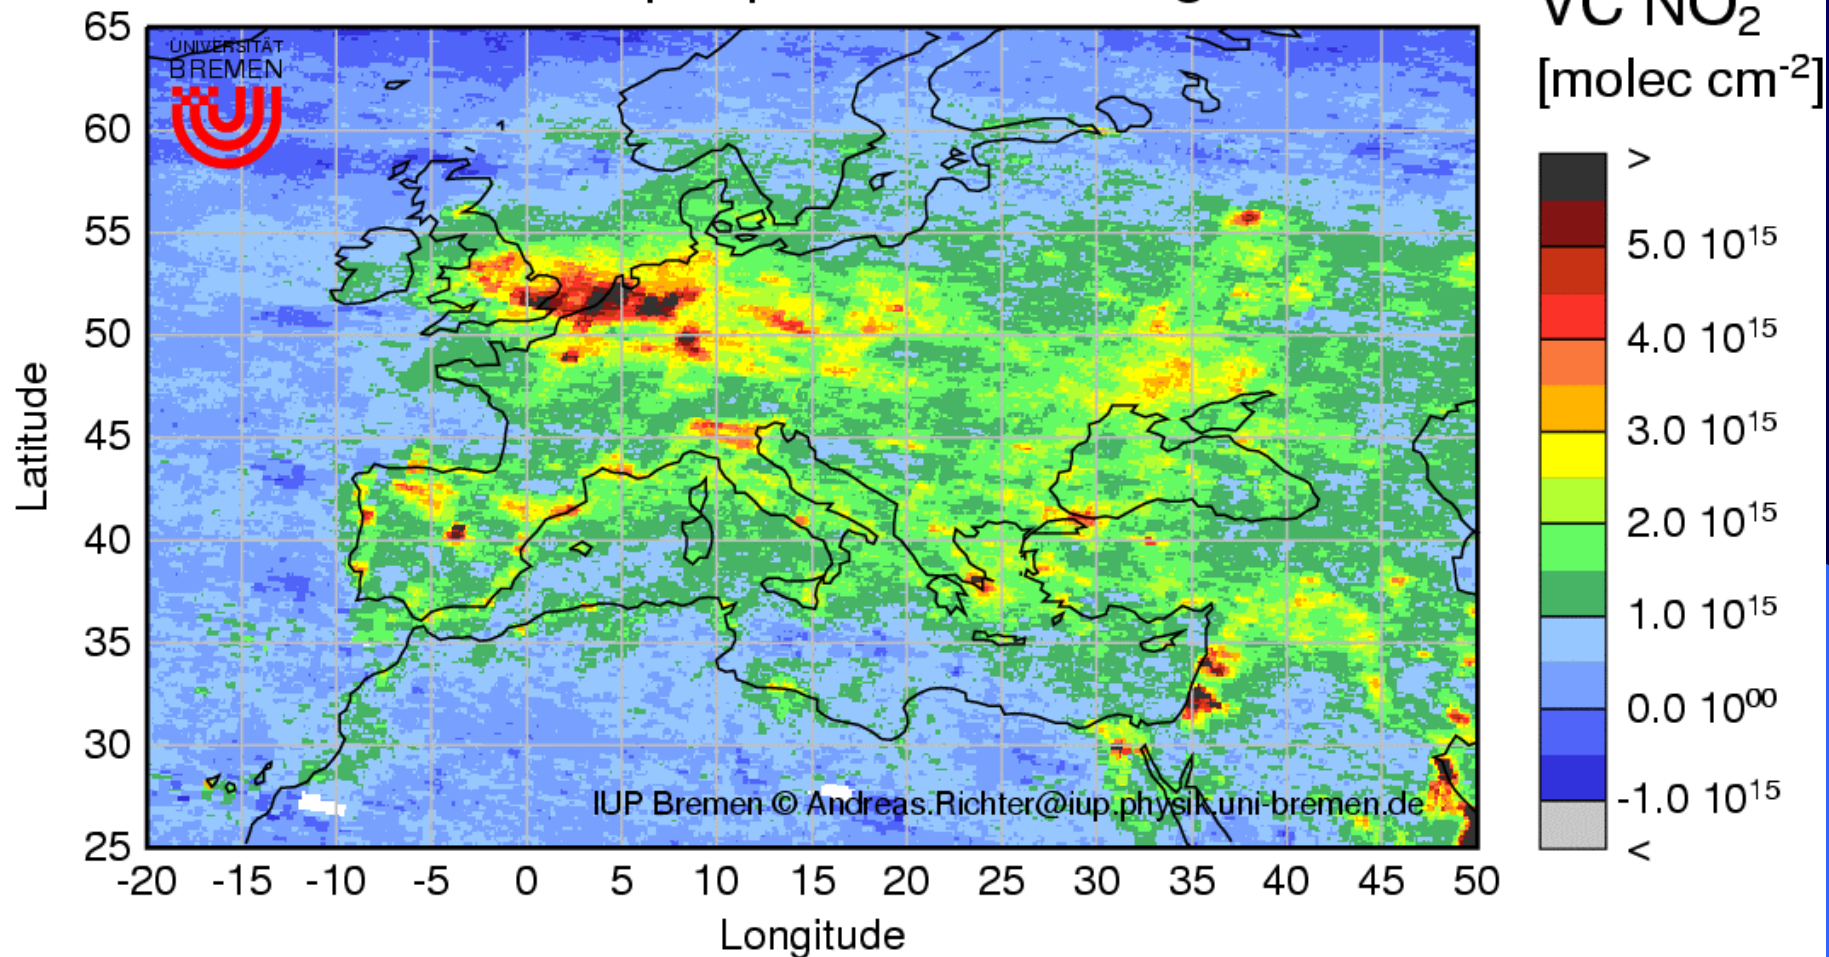 VC NO2
[molec cm-2]
UNIVERSITÄT
BREMEN
65
60
55
50
45
40
35
30
25
Latitude
-20 -15 -10 -5 0 5 10 15 20 25 30 35 40 45 50
Longitude
IUP Bremen © Andreas.Richter@iup.physik.uni-bremen.de
>
5.0 10^15
4.0 10^15
3.0 10^15
2.0 10^15
1.0 10^15
0.0 10^00
-1.0 10^15
<